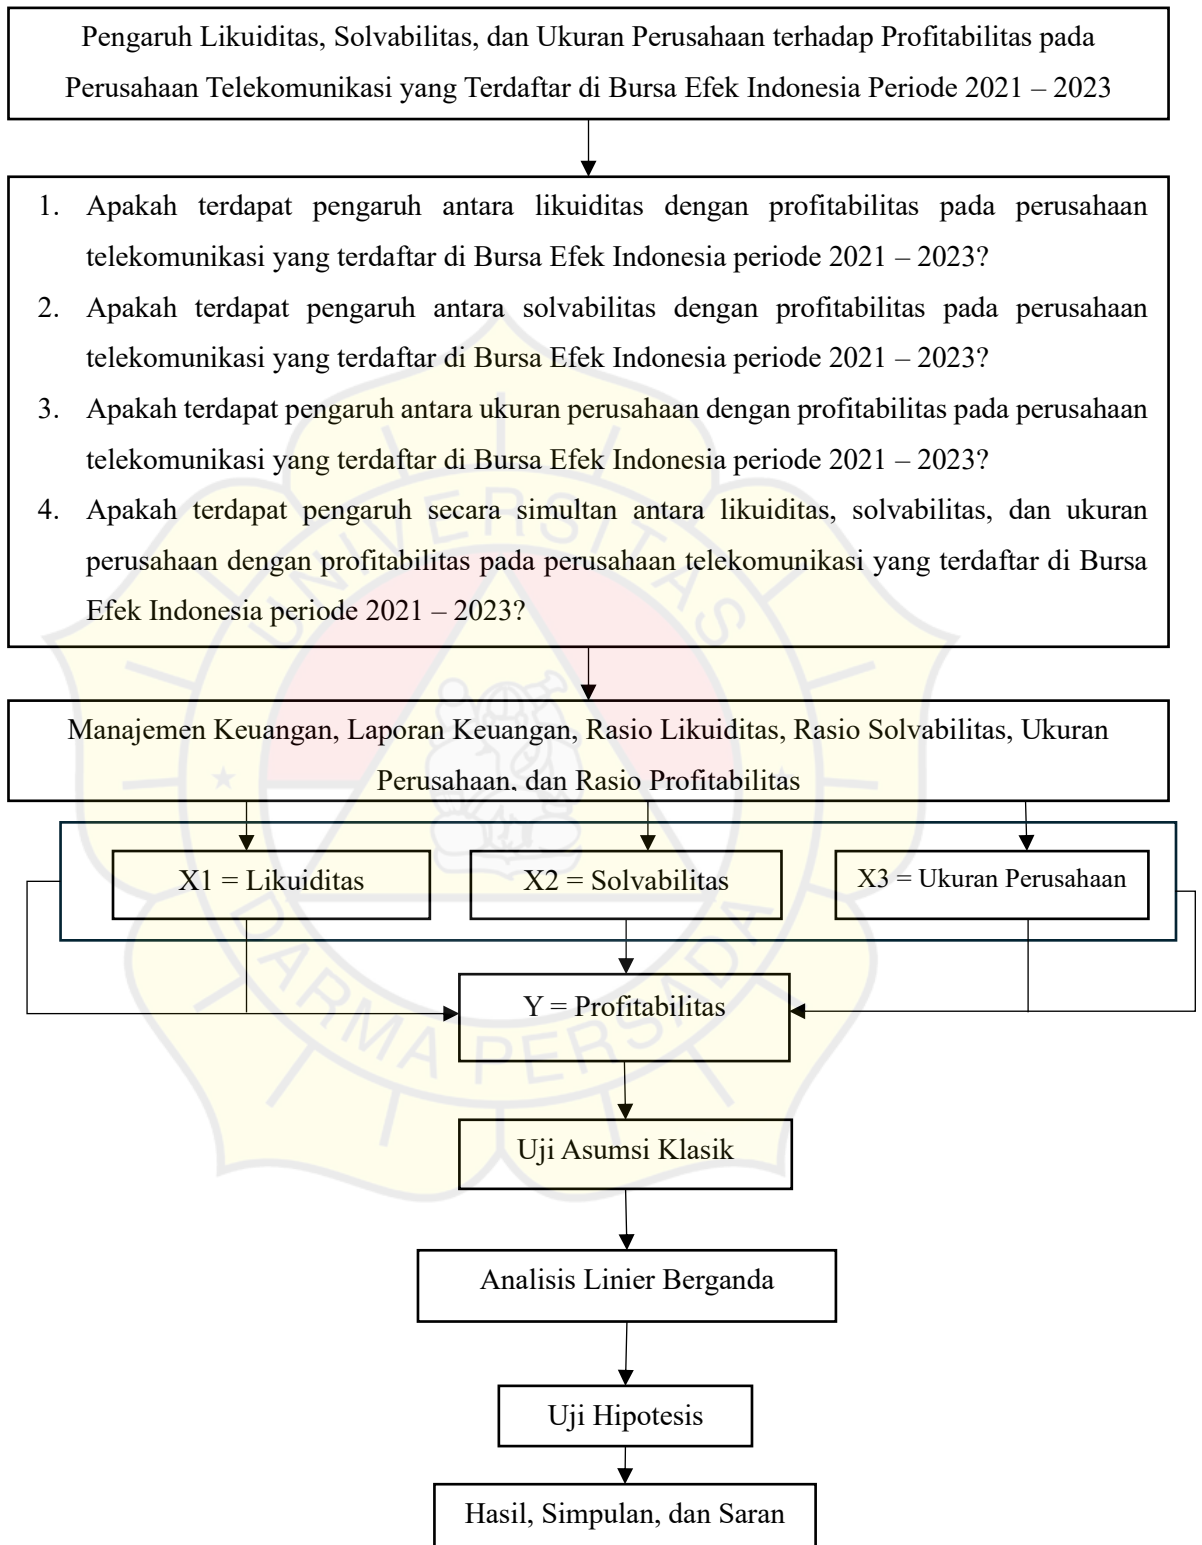 Pengaruh Likuiditas, Solvabilitas, dan Ukuran Perusahaan terhadap Profitabilitas pada
Perusahaan Telekomunikasi yang Terdaftar di Bursa Efek Indonesia Periode 2021 – 2023
1. Apakah terdapat pengaruh antara likuiditas dengan profitabilitas pada perusahaan
telekomunikasi yang terdaftar di Bursa Efek Indonesia periode 2021 – 2023?
2. Apakah terdapat pengaruh antara solvabilitas dengan profitabilitas pada perusahaan
telekomunikasi yang terdaftar di Bursa Efek Indonesia periode 2021 – 2023?
3. Apakah terdapat pengaruh antara ukuran perusahaan dengan profitabilitas pada perusahaan
telekomunikasi yang terdaftar di Bursa Efek Indonesia periode 2021 – 2023?
4. Apakah terdapat pengaruh secara simultan antara likuiditas, solvabilitas, dan ukuran
perusahaan dengan profitabilitas pada perusahaan telekomunikasi yang terdaftar di Bursa
Efek Indonesia periode 2021 – 2023?
UNIVERSITAS
Manajemen Keuangan, Laporan Keuangan, Rasio Likuiditas, Rasio Solvabilitas, Ukuran
Perusahaan, dan Rasio Profitabilitas
X1 = Likuiditas
X2 = Solvabilitas
X3 = Ukuran Perusahaan
Y = Profitabilitas
DARMA PERSADA
Uji Asumsi Klasik
Analisis Linier Berganda
Uji Hipotesis
Hasil, Simpulan, dan Saran